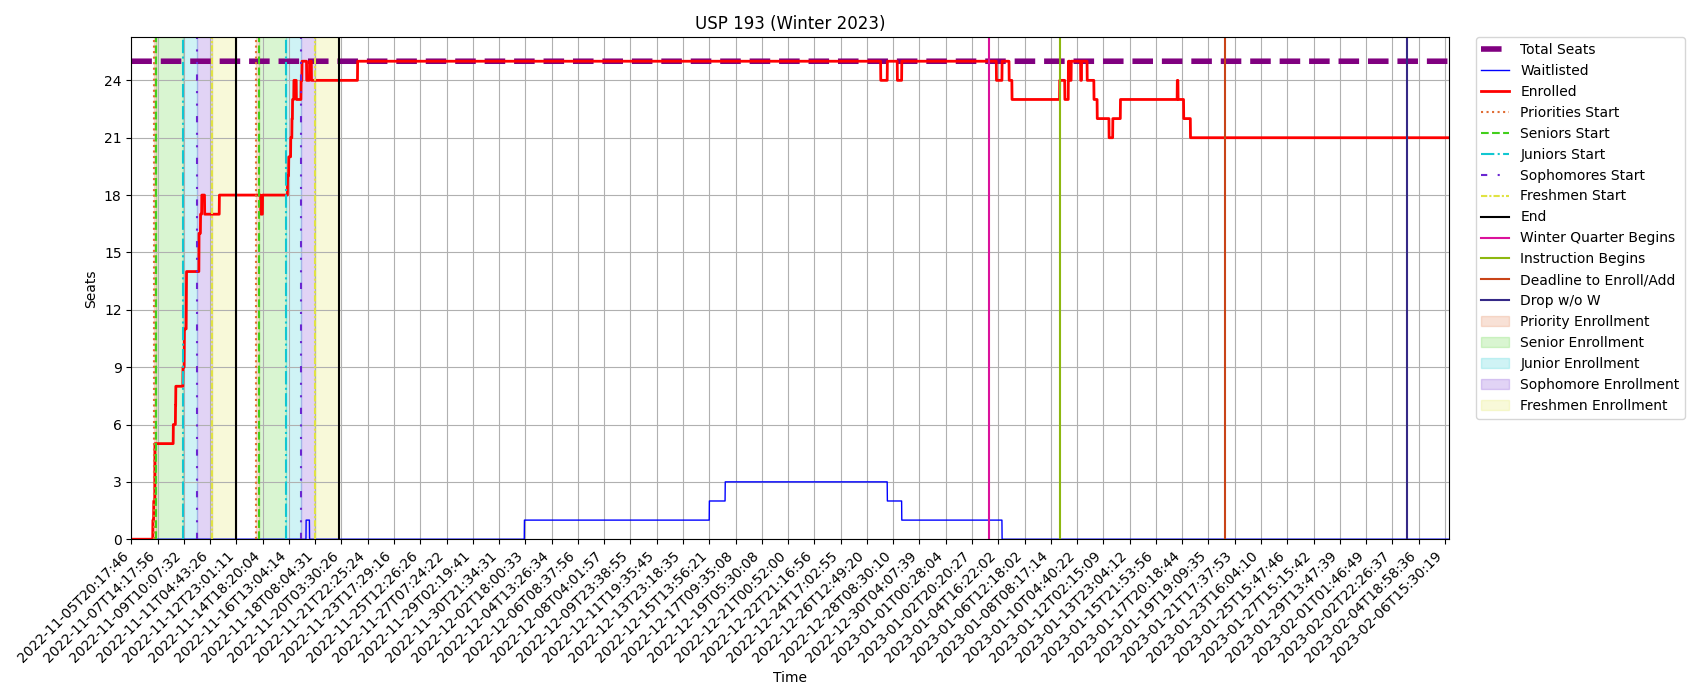 USP 193 (Winter 2023)
Seats
24
21
18
15
12
9
6
3
0
2022-11-05T20:17:46
2022-11-07T14:17:56
2022-11-09T10:07:32
2022-11-11T04:43:26
2022-11-12T23:01:11
2022-11-14T18:20:04
2022-11-16T13:04:14
2022-11-18T08:04:31
2022-11-20T03:30:26
2022-11-21T22:25:24
2022-11-23T17:29:16
2022-11-25T12:26:26
2022-11-27T07:24:22
2022-11-29T02:19:41
2022-11-30T21:34:31
2022-12-02T18:00:33
2022-12-04T13:26:34
2022-12-06T08:37:56
2022-12-08T04:01:57
2022-12-09T23:38:55
2022-12-11T19:35:45
2022-12-13T13:18:35
2022-12-15T13:56:21
2022-12-17T09:35:08
2022-12-19T05:30:08
2022-12-21T00:52:00
2022-12-22T21:16:56
2022-12-24T17:02:55
2022-12-26T12:49:20
2022-12-28T08:30:10
2022-12-30T04:07:39
2023-01-01T00:28:04
2023-01-02T20:20:27
2023-01-04T16:22:02
2023-01-06T12:18:02
2023-01-08T08:17:14
2023-01-10T04:40:22
2023-01-12T02:15:09
2023-01-13T23:04:12
2023-01-15T21:53:56
2023-01-17T20:18:44
2023-01-19T19:09:35
2023-01-21T17:37:53
2023-01-23T16:04:10
2023-01-25T15:47:46
2023-01-27T15:15:42
2023-01-29T13:47:39
2023-02-01T01:46:49
2023-02-02T22:26:37
2023-02-04T18:58:36
2023-02-06T15:30:19
Time
Total Seats
Waitlisted
Enrolled
Priorities Start
Seniors Start
Juniors Start
Sophomores Start
Freshmen Start
End
Winter Quarter Begins
Instruction Begins
Deadline to Enroll/Add
Drop w/o W
Priority Enrollment
Senior Enrollment
Junior Enrollment
Sophomore Enrollment
Freshmen Enrollment